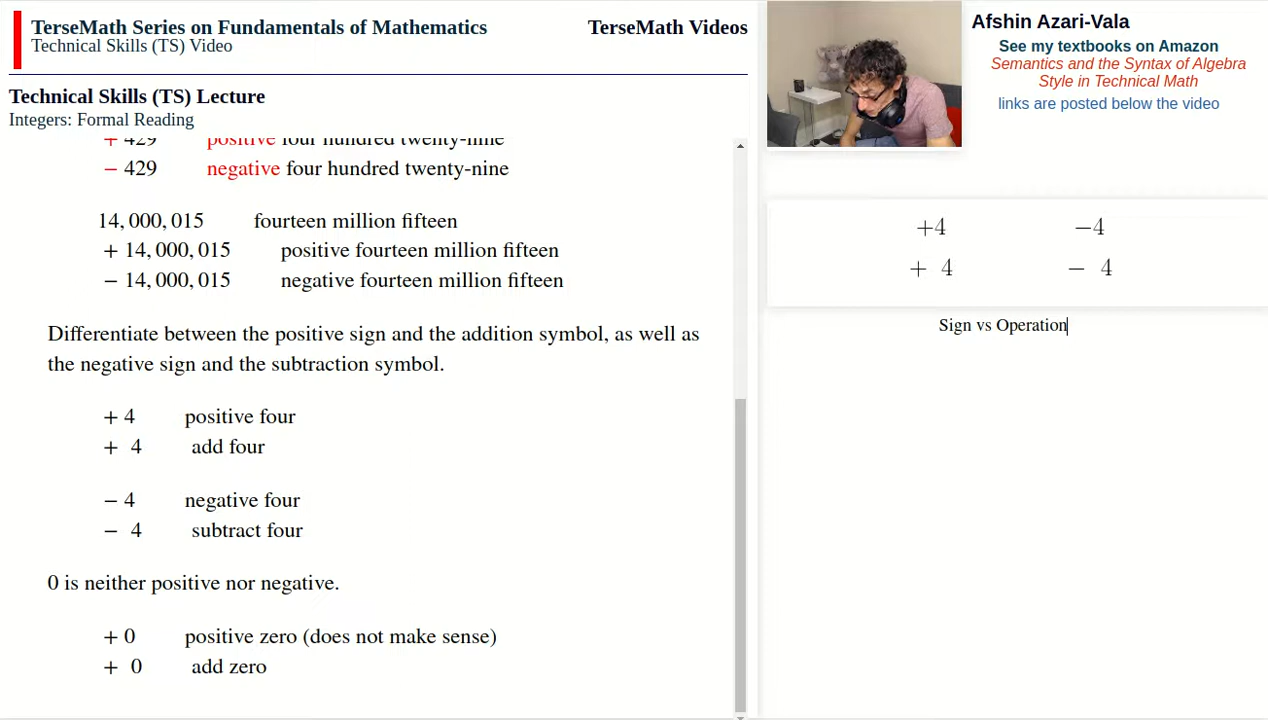 TerseMath Series on Fundamentals of Mathematics
Technical Skills (TS) Video
TerseMath Videos
Technical Skills (TS) Lecture
Integers: Formal Reading
+ 429 positive four hundred twenty-nine
− 429 negative four hundred twenty-nine
14, 000, 015 fourteen million fifteen
+ 14, 000, 015 positive fourteen million fifteen
− 14, 000, 015 negative fourteen million fifteen
Differentiate between the positive sign and the addition symbol, as well as
the negative sign and the subtraction symbol.
+ 4 positive four
+ 4 add four
− 4 negative four
− 4 subtract four
0 is neither positive nor negative.
+ 0 positive zero (does not make sense)
+ 0 add zero
Afshin Azari-Vala
See my textbooks on Amazon
Semantics and the Syntax of Algebra
Style in Technical Math
links are posted below the video
+4 −4
+ 4 − 4
Sign vs Operation